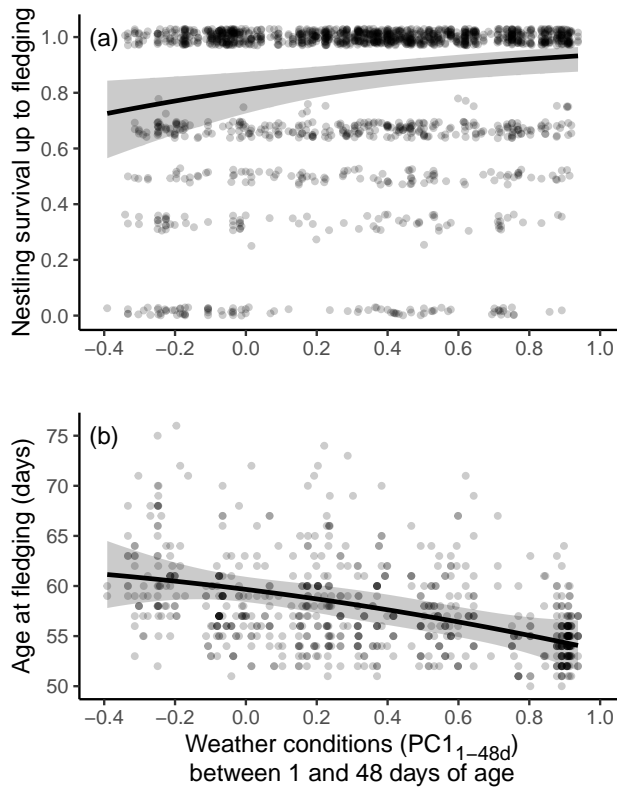 Nestling survival up to fledging
(a)
1.0
0.8
0.6
0.4
0.2
0.0
−0.4 −0.2 0.0 0.2 0.4 0.6 0.8 1.0
Age at fledging (days)
(b)
75
70
65
60
55
50
−0.4 −0.2 0.0 0.2 0.4 0.6 0.8 1.0
Weather conditions (PC1₁₋₄₈d)
between 1 and 48 days of age